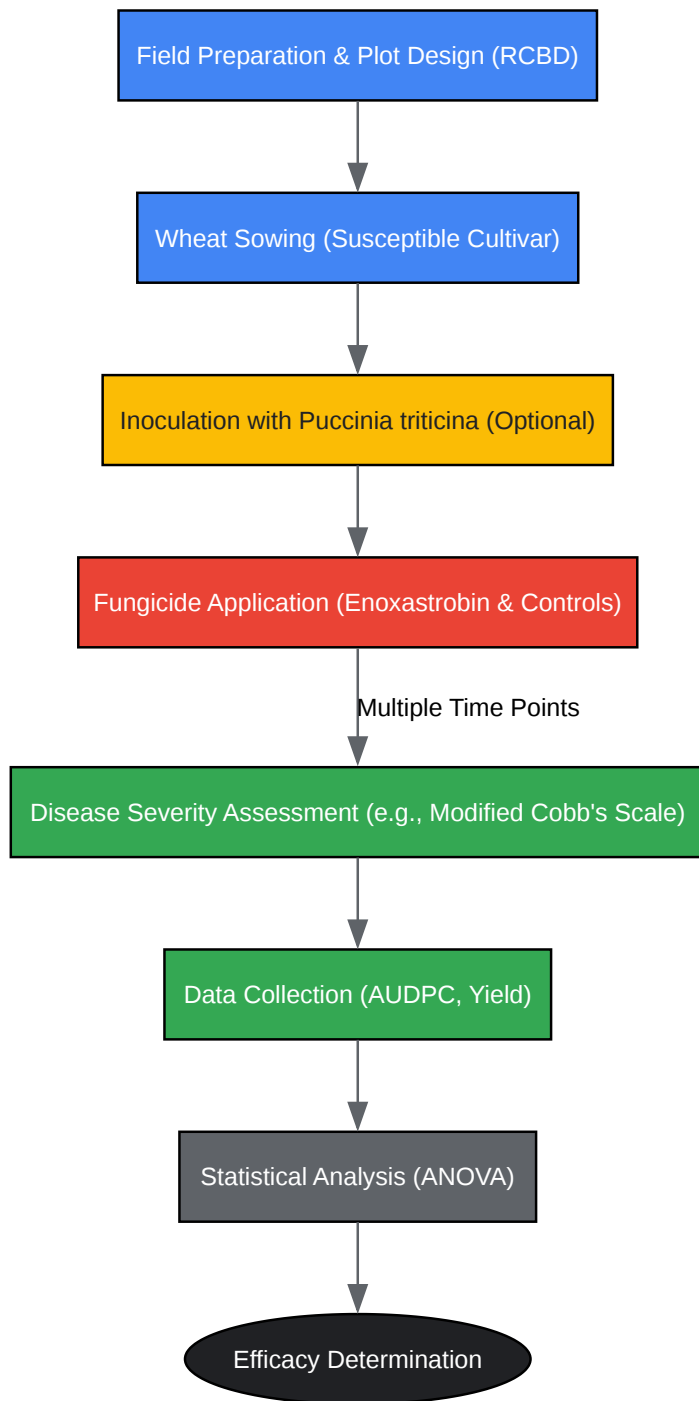 Field Preparation & Plot Design (RCBD)
Wheat Sowing (Susceptible Cultivar)
Inoculation with Puccinia triticina (Optional)
Fungicide Application (Enoxastrobin & Controls)
Multiple Time Points
Disease Severity Assessment (e.g., Modified Cobb's Scale)
Data Collection (AUDPC, Yield)
Statistical Analysis (ANOVA)
Efficacy Determination